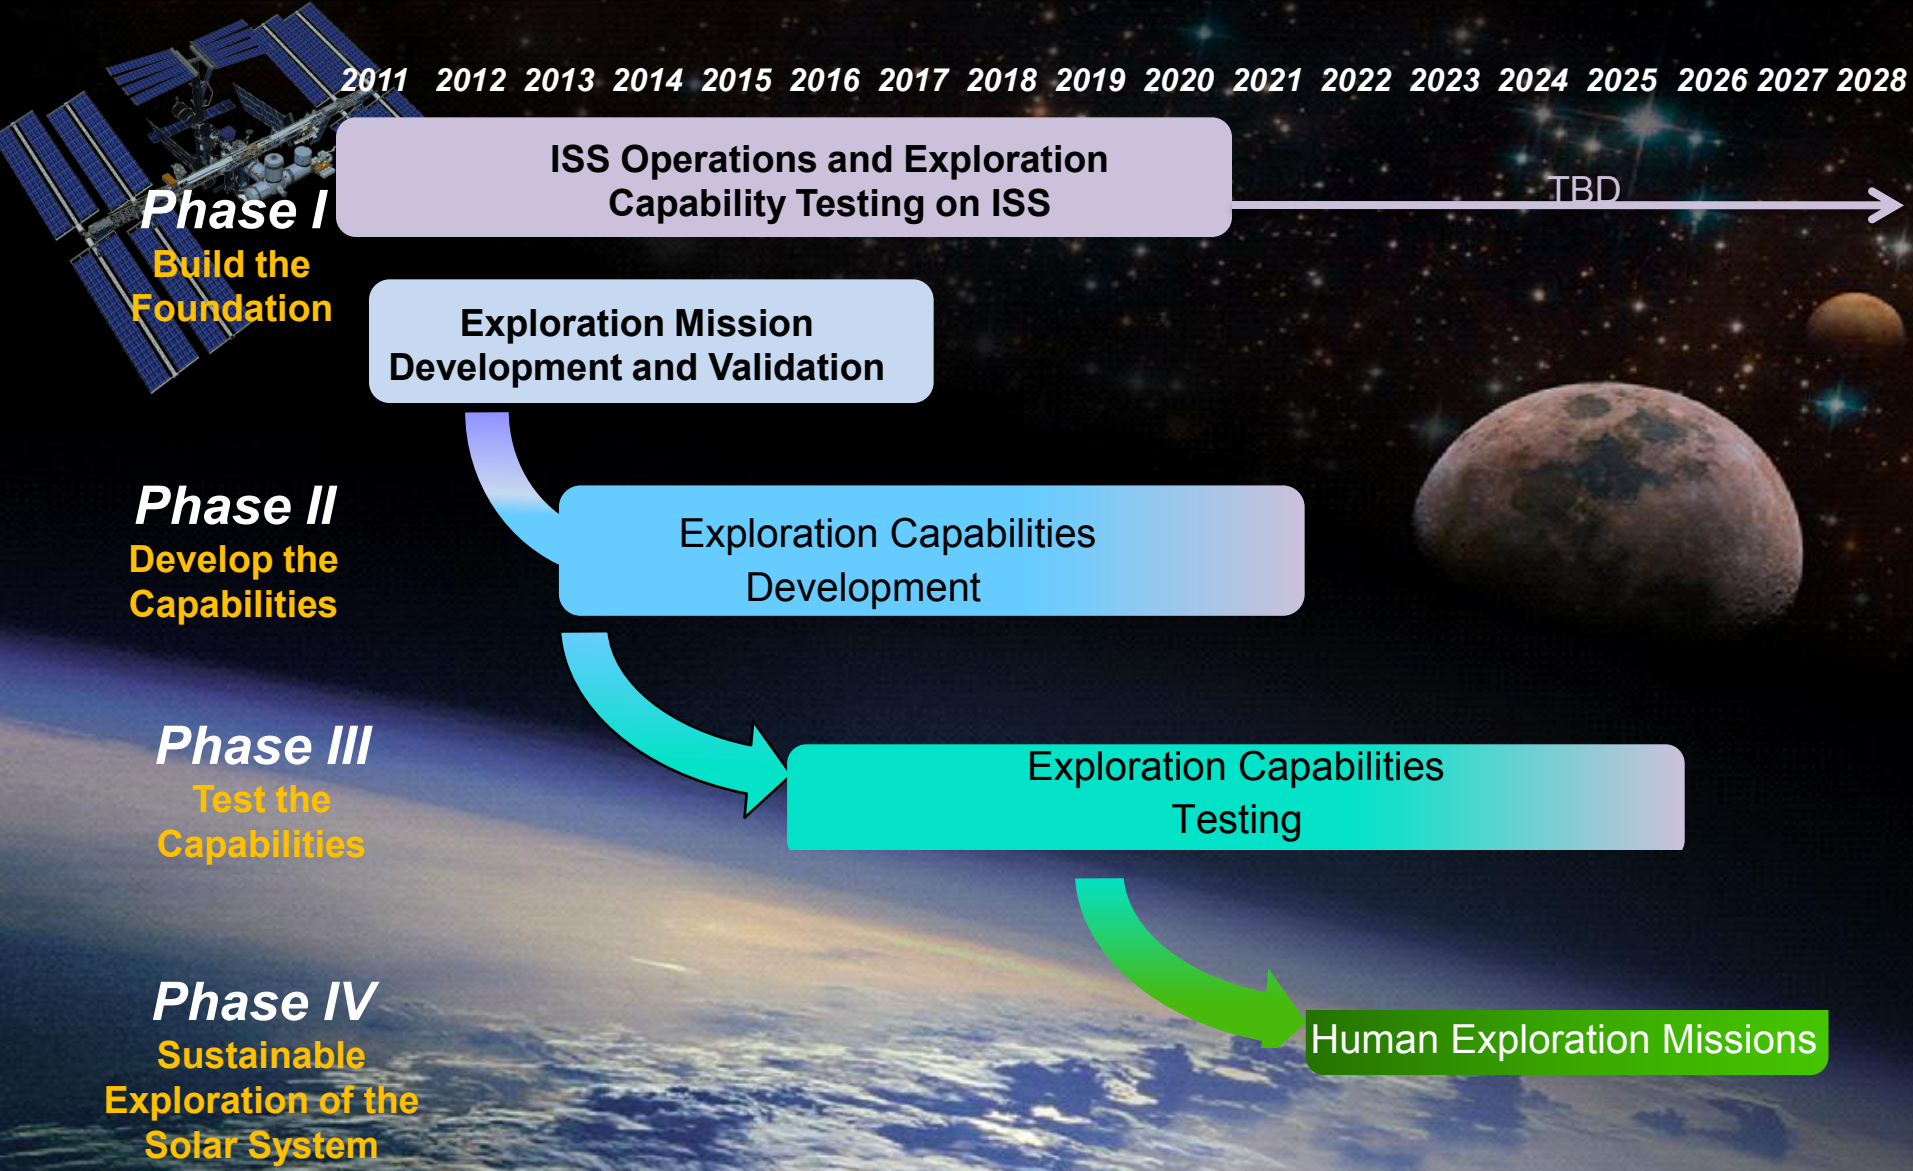 2011 2012 2013 2014 2015 2016 2017 2018 2019 2020 2021 2022 2023 2024 2025 2026 2027 2028
ISS Operations and Exploration
Capability Testing on ISS
TBD
Phase I
Build the
Foundation
Exploration Mission
Development and Validation
Phase II
Develop the
Capabilities
Exploration Capabilities
Development
Phase III
Test the
Capabilities
Exploration Capabilities
Testing
Phase IV
Sustainable
Exploration of the
Solar System
Human Exploration Missions